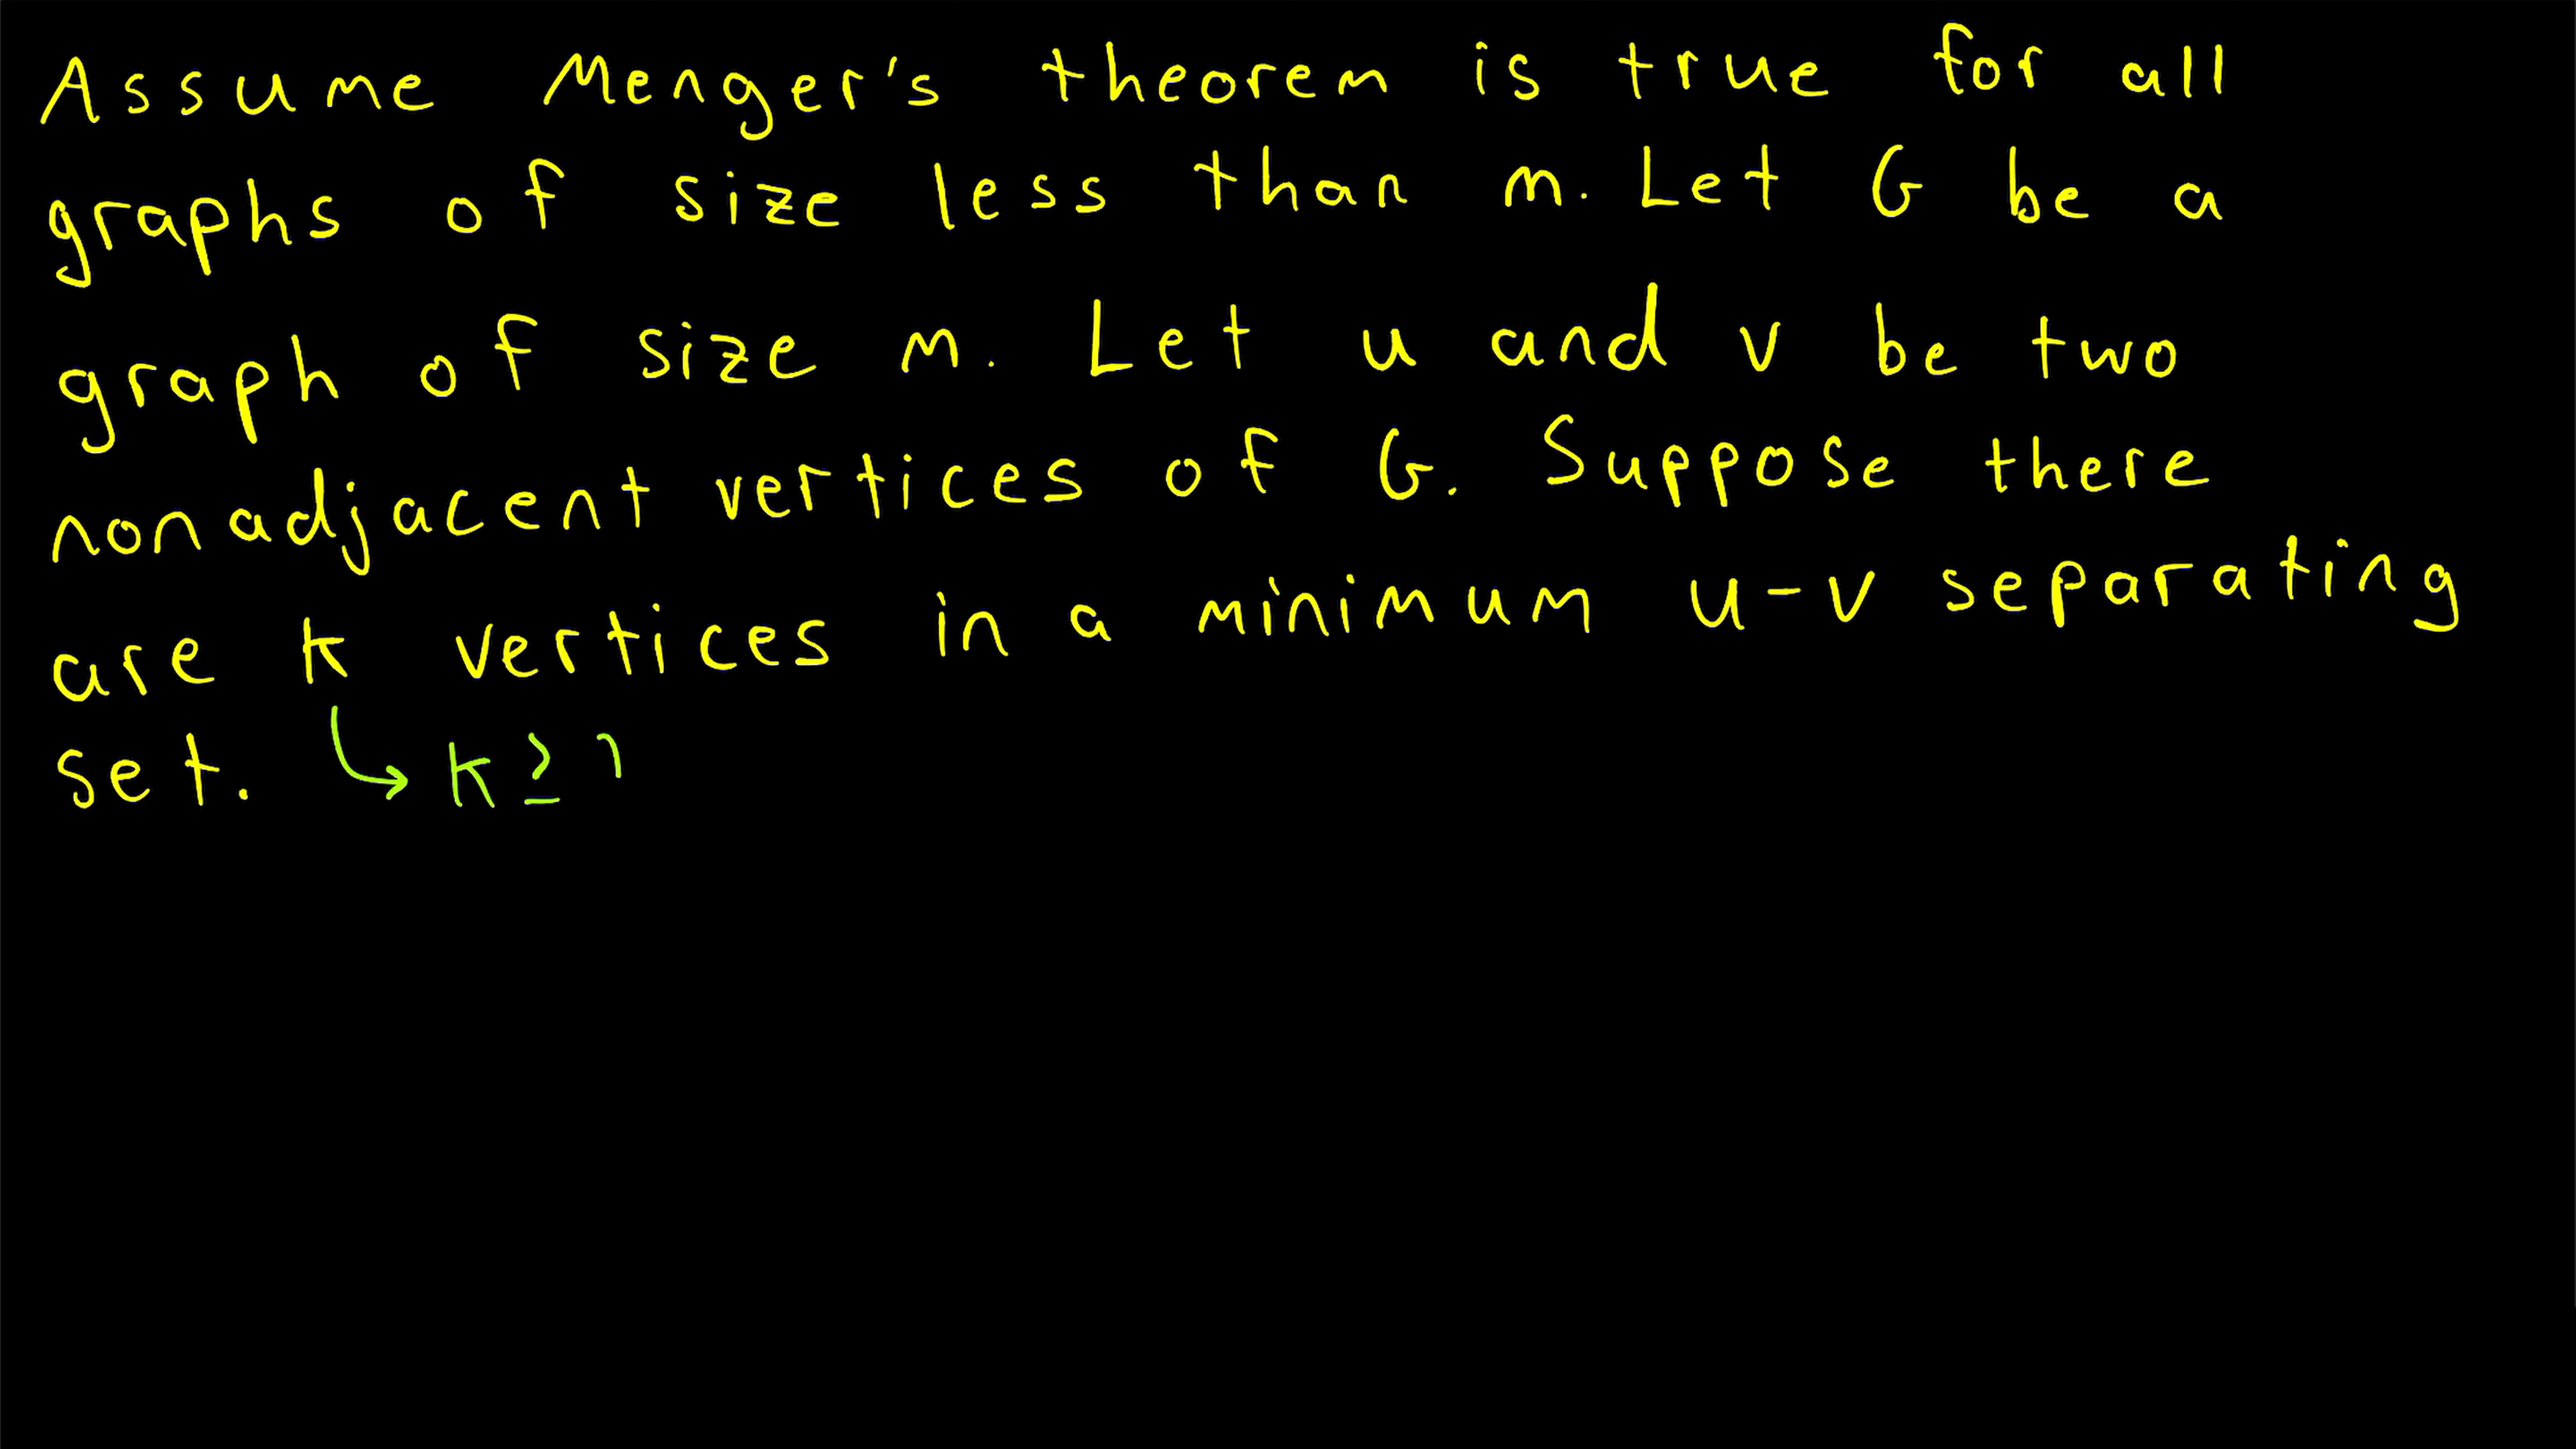 Assume Menger's theorem is true for all
graphs of size less than m. Let G be a
graph of size m. Let u and v be two
nonadjacent vertices of G. Suppose there
are k vertices in a minimum u-v separating
set. ↳ k ≥ 1